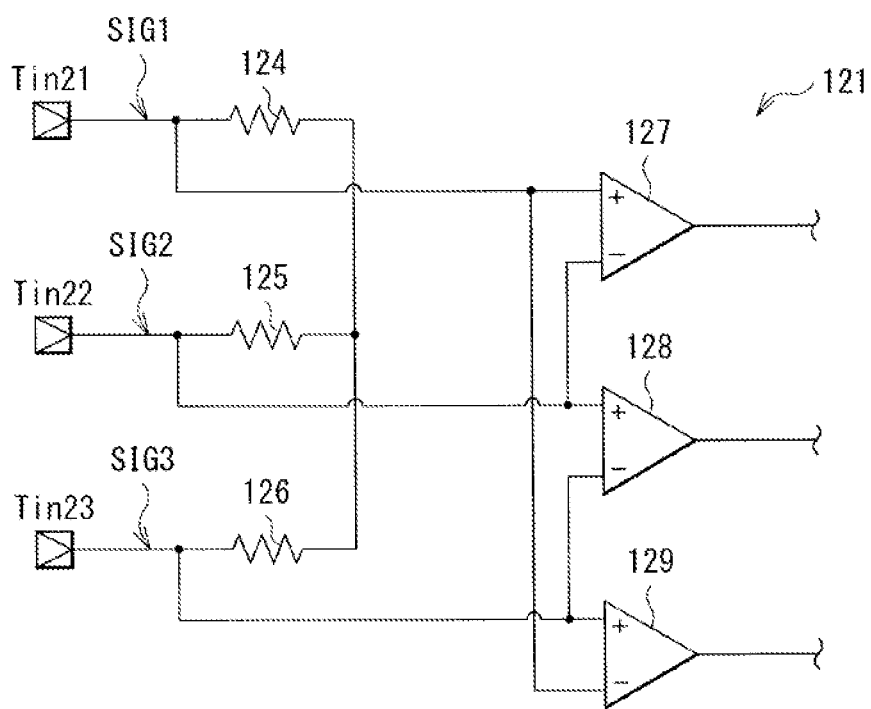 SIG1
Tin21
124
121
127
+
−
SIG2
Tin22
125
128
+
−
SIG3
Tin23
126
129
+
−